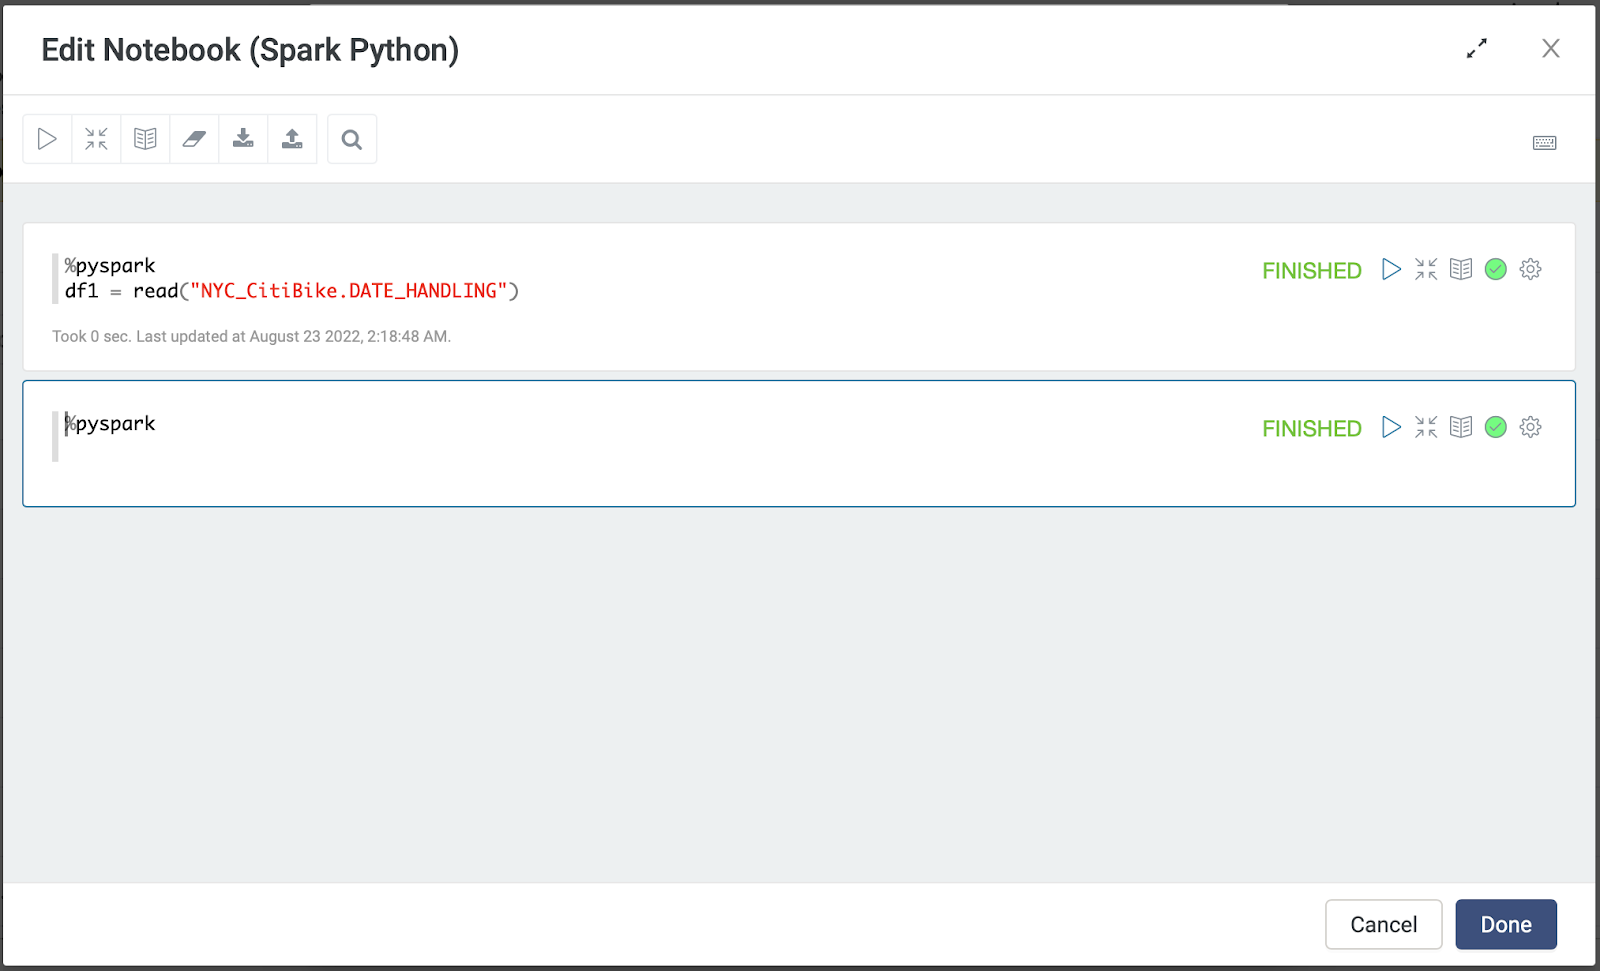 Edit Notebook (Spark Python)
%pyspark
FINISHED
df1 = read("NYC_CitiBike.DATE_HANDLING")
Took 0 sec. Last updated at August 23 2022, 2:18:48 AM.
%pyspark
FINISHED
Cancel
Done